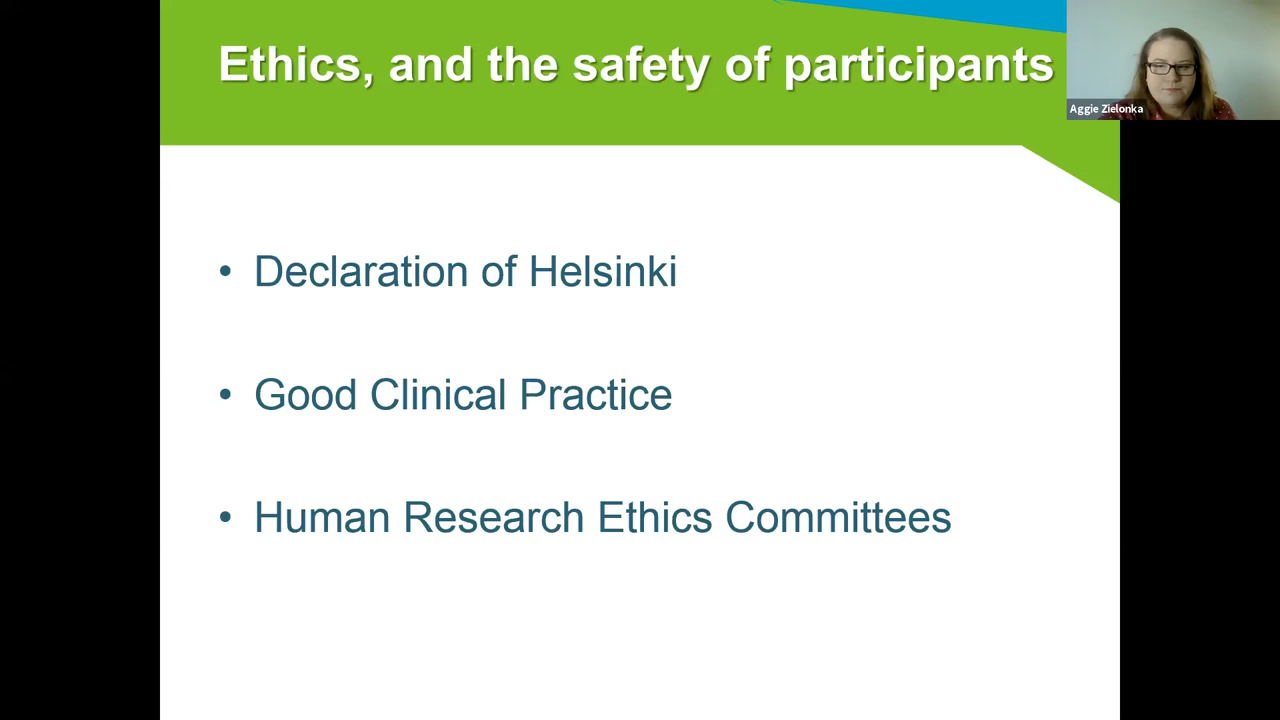 Ethics, and the safety of participants
Aggie Zielonka
• Declaration of Helsinki
• Good Clinical Practice
• Human Research Ethics Committees